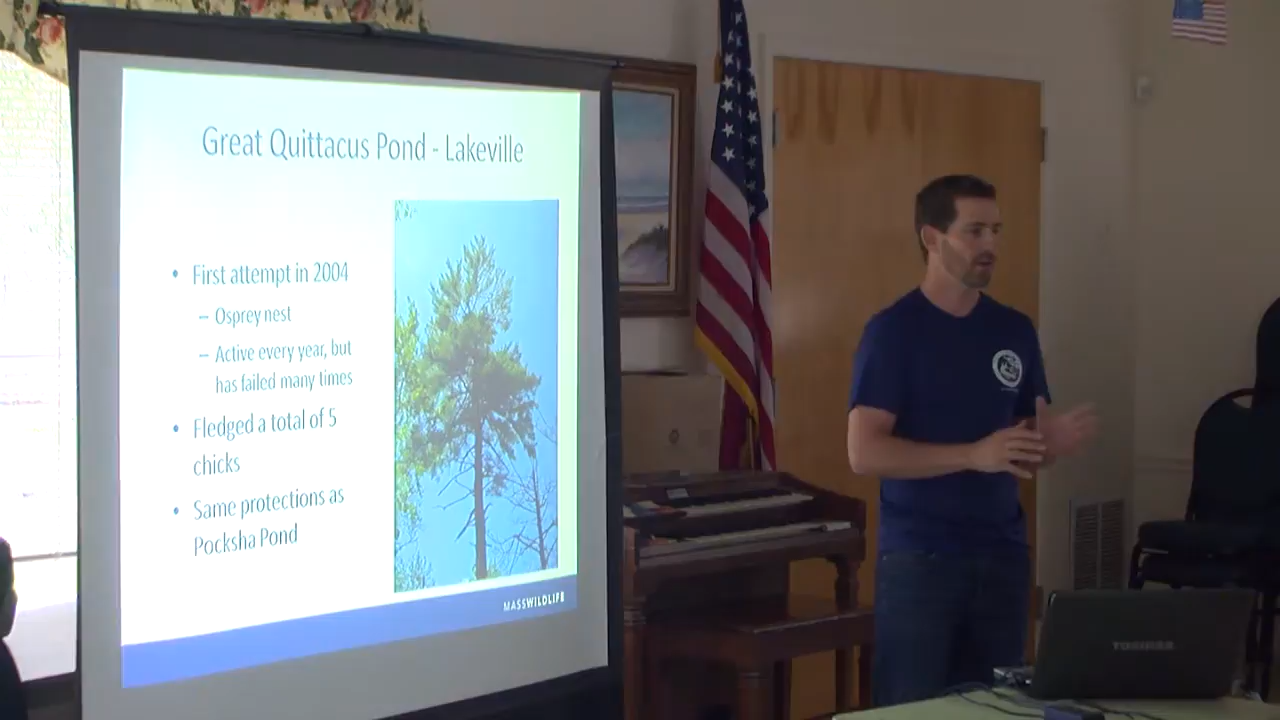 Great Quittacus Pond - Lakeville
• First attempt in 2004
– Osprey nest
– Active every year, but
has failed many times
• Fledged a total of 5
chicks
• Same protections as
Pocksha Pond
MASSWILDLIFE
TOSHIBA